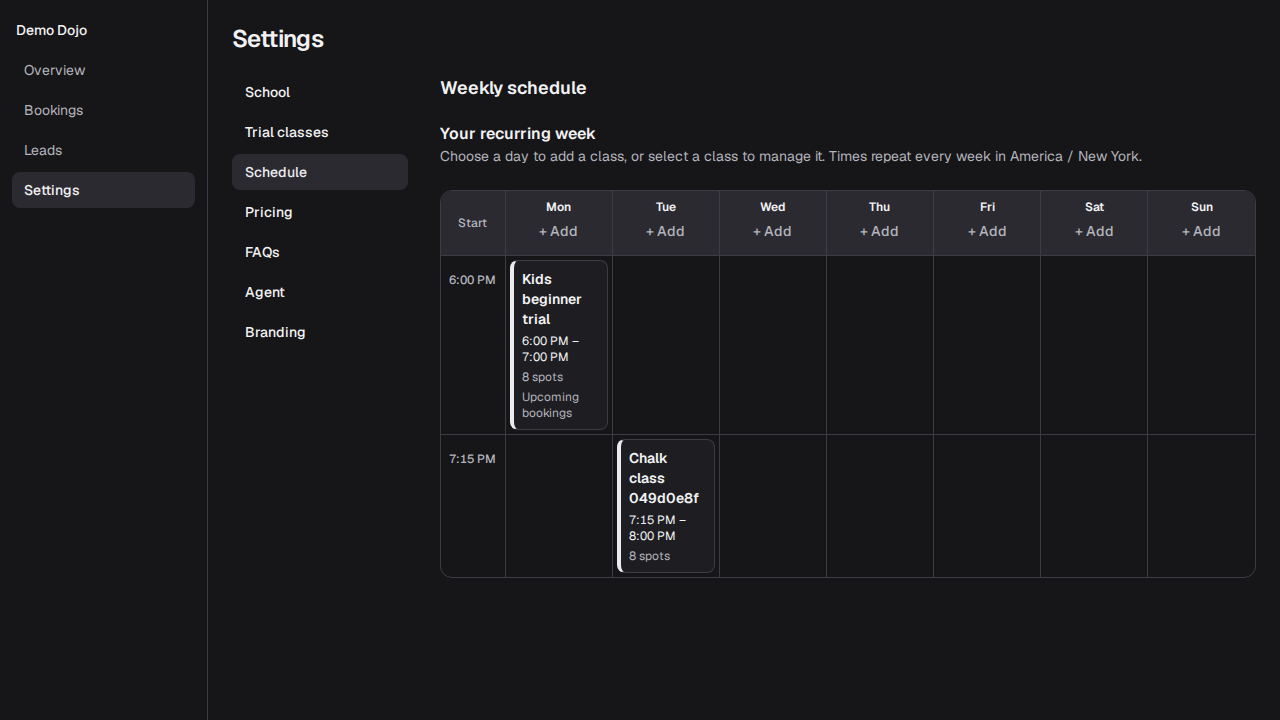 Demo Dojo
Overview
Bookings
Leads
Settings
Settings
School
Trial classes
Schedule
Pricing
FAQs
Agent
Branding
Weekly schedule
Your recurring week
Choose a day to add a class, or select a class to manage it. Times repeat every week in America / New York.
Start
Mon
+ Add
Tue
+ Add
Wed
+ Add
Thu
+ Add
Fri
+ Add
Sat
+ Add
Sun
+ Add
6:00 PM
Kids
beginner
trial
6:00 PM –
7:00 PM
8 spots
Upcoming
bookings
7:15 PM
Chalk
class
049d0e8f
7:15 PM –
8:00 PM
8 spots